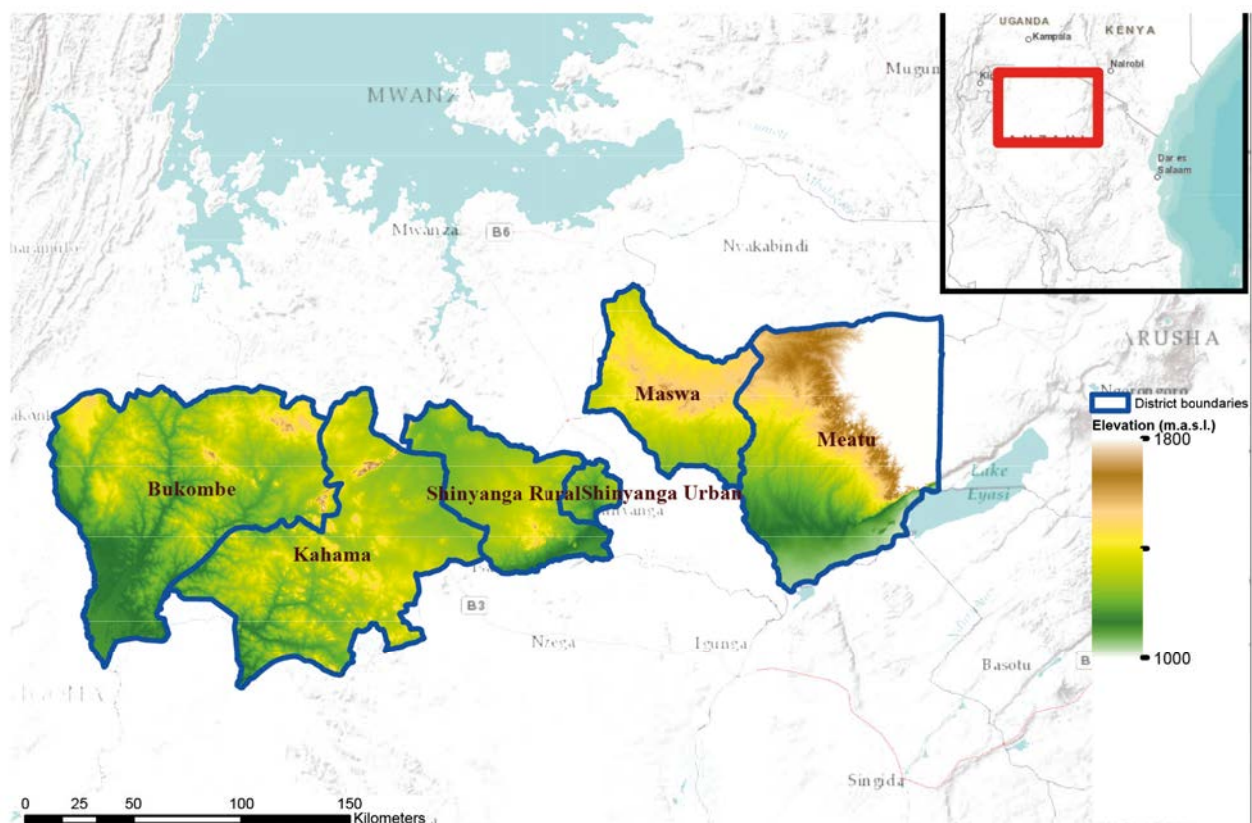 UGANDA
Kampala
KENYA
Nairobi
Dar es
Salaam
MWANZ
Mugun
Mwanza
B6
Nyakabindi
ARUSHA
District boundaries
Elevation (m.a.s.l.)
1800
1000
Maswa
Meatu
Lake
Eyasi
Bukombe
Shinyanga Rural
Shinyanga Urban
Kahama
B3
Nzega
Igunga
Basotu
B
Singida
0 25 50 100 150
Kilometers